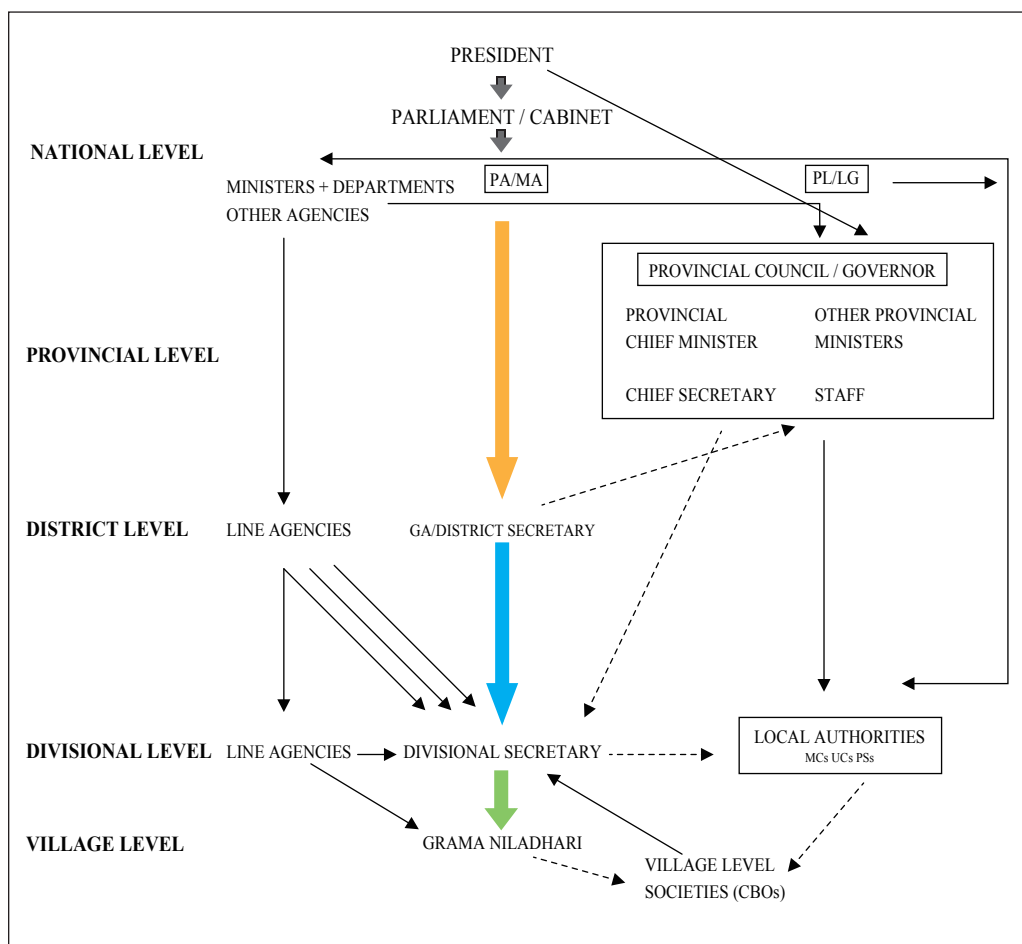 PRESIDENT
PARLIAMENT / CABINET
NATIONAL LEVEL
PA/MA
PL/LG
MINISTERS + DEPARTMENTS
OTHER AGENCIES
PROVINCIAL COUNCIL / GOVERNOR
PROVINCIAL
CHIEF MINISTER
OTHER PROVINCIAL
MINISTERS
PROVINCIAL LEVEL
CHIEF SECRETARY
STAFF
DISTRICT LEVEL
LINE AGENCIES
GA/DISTRICT SECRETARY
DIVISIONAL LEVEL
LINE AGENCIES
DIVISIONAL SECRETARY
LOCAL AUTHORITIES
MCs UCs PSs
VILLAGE LEVEL
GRAMA NILADHARI
VILLAGE LEVEL
SOCIETIES (CBOs)